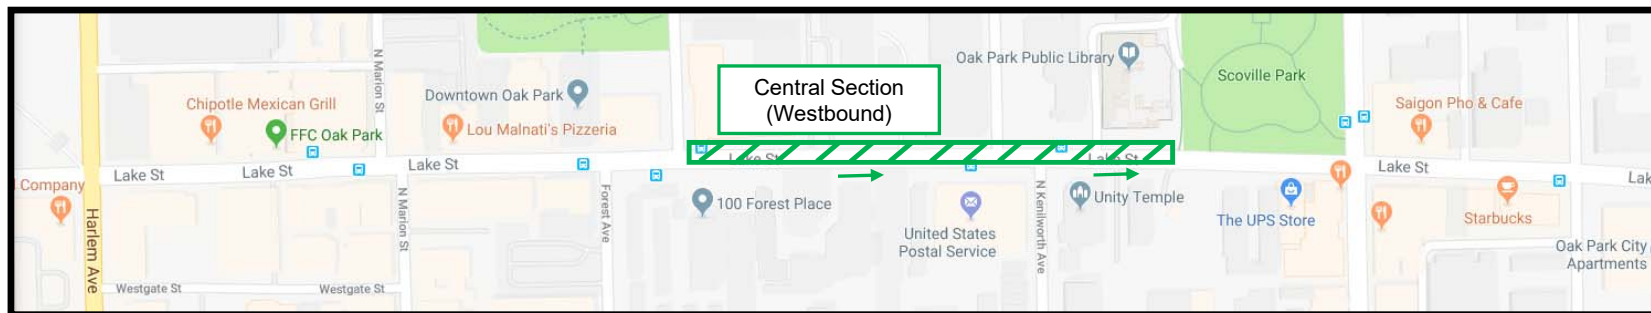 N Marion St
Oak Park Public Library
Scoville Park
Central Section
(Westbound)
Downtown Oak Park
Chipotle Mexican Grill
Saigon Pho & Cafe
FFC Oak Park
Lou Malnati's Pizzeria
Lake St
Lake St
Lake St
Lake St
Lake St
Lake St
Lak
Company
Harlem Ave
N Marion St
Forest Ave
100 Forest Place
N Kenilworth Ave
Unity Temple
The UPS Store
Starbucks
United States
Postal Service
Oak Park City
Apartments
Westgate St
Westgate St